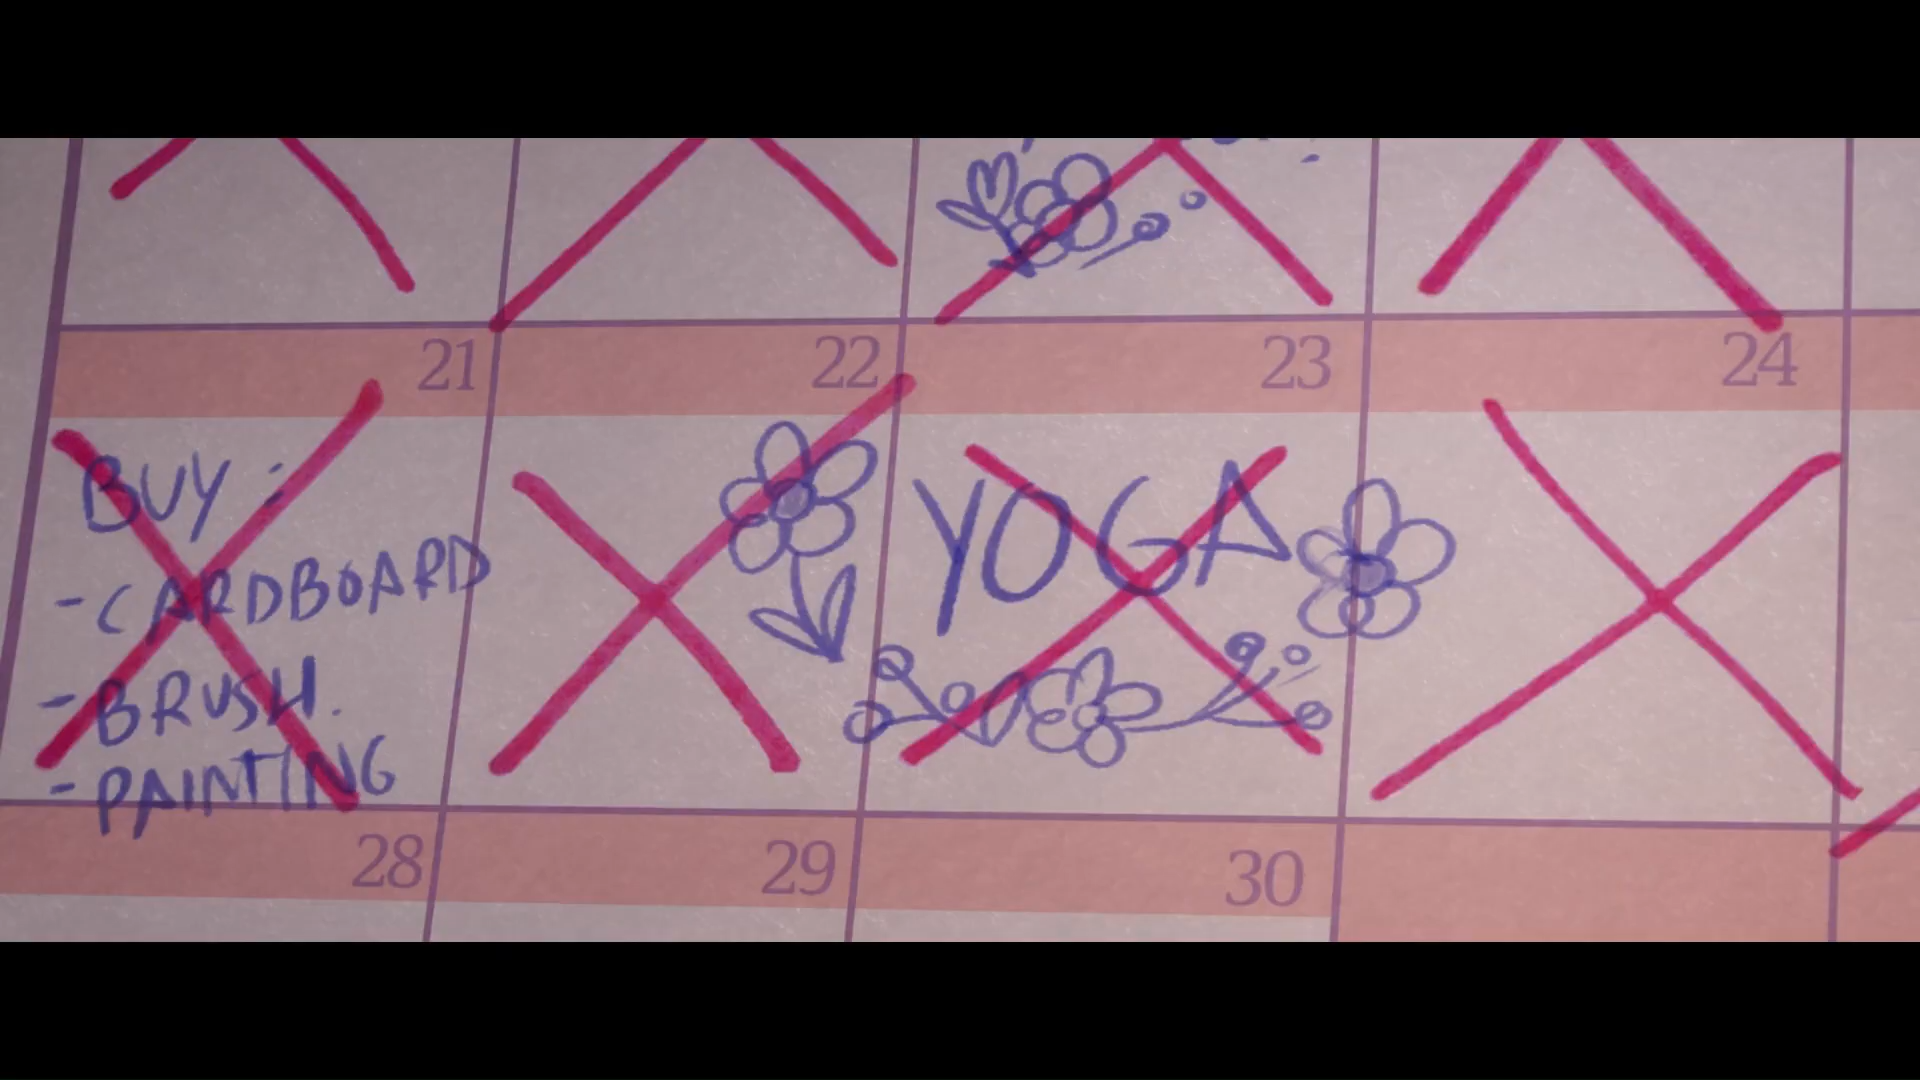 21 22 23 24
BUY:
- CARDBOARD
- BRUSH.
- PAINTING
YOGA
28 29 30